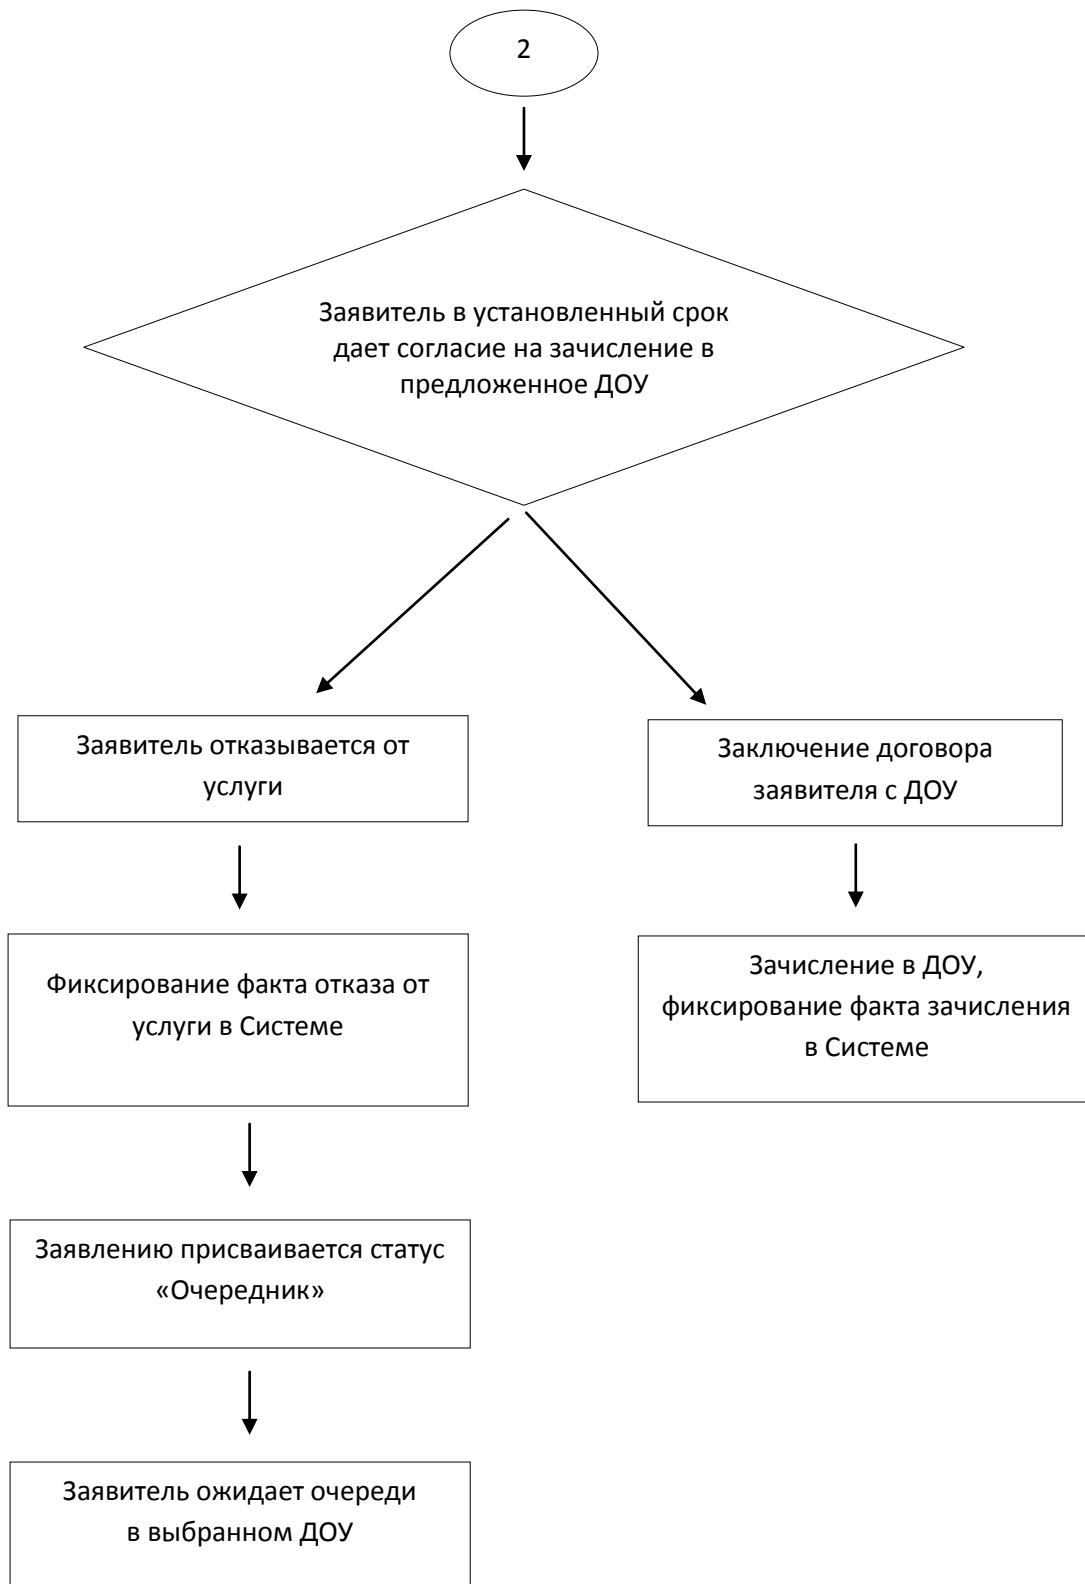 2
Заявитель в установленный срок
дает согласие на зачисление в
предложенное ДОУ
Заявитель отказывается от
услуги
Заключение договора
заявителя с ДОУ
Фиксирование факта отказа от
услуги в Системе
Зачисление в ДОУ,
фиксирование факта зачисления
в Системе
Заявлению присваивается статус
«Очередник»
Заявитель ожидает очереди
в выбранном ДОУ